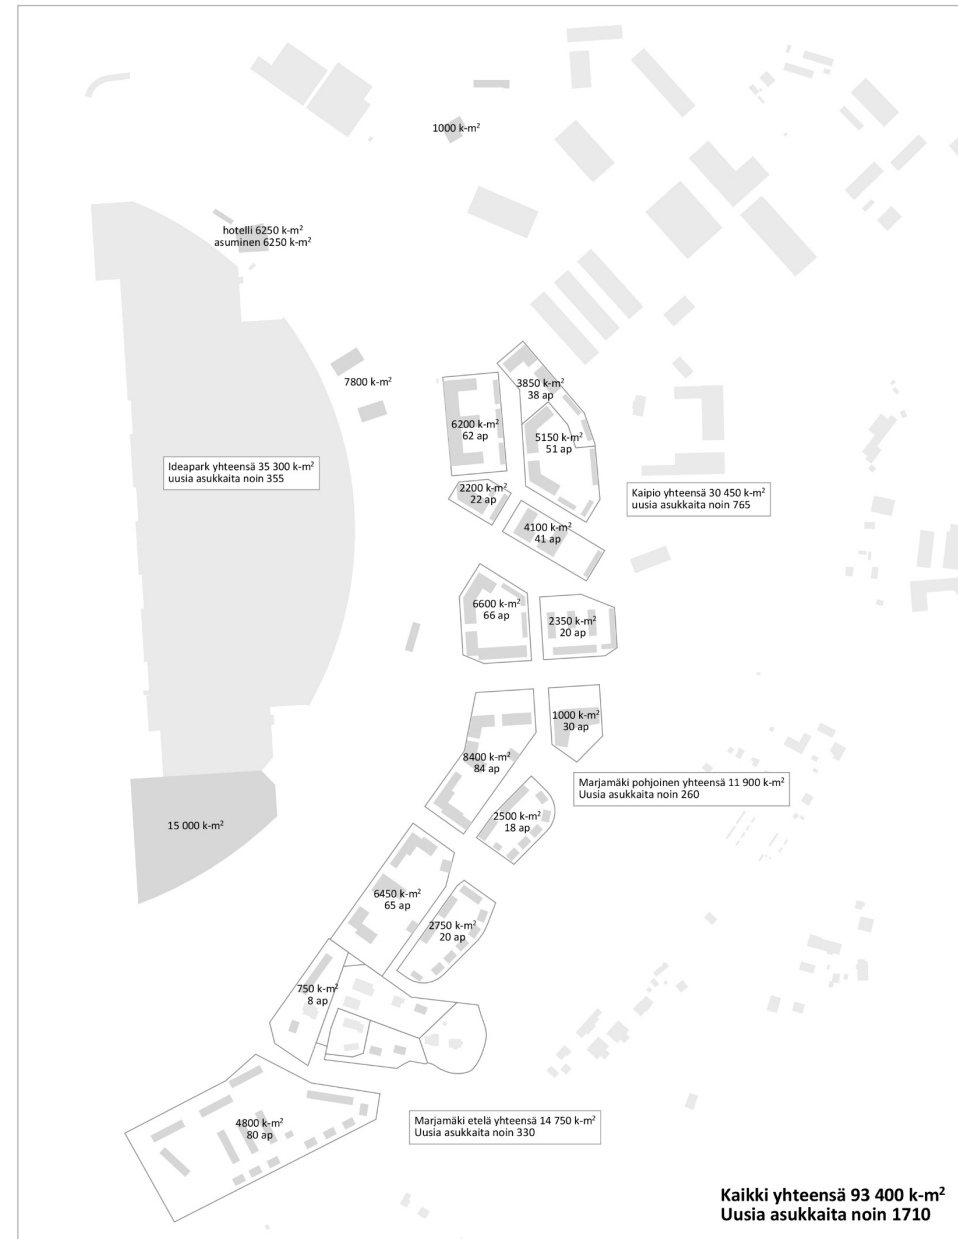 1000 k-m²
hotelli 6250 k-m²
asuminen 6250 k-m²
7800 k-m²
3850 k-m²
38 ap
6200 k-m²
62 ap
5150 k-m²
51 ap
Ideapark yhteensä 35 300 k-m²
uusia asukkaita noin 355
2200 k-m²
22 ap
Kaipio yhteensä 30 450 k-m²
uusia asukkaita noin 765
4100 k-m²
41 ap
6600 k-m²
66 ap
2350 k-m²
20 ap
1000 k-m²
30 ap
8400 k-m²
84 ap
Marjamäki pohjoinen yhteensä 11 900 k-m²
Uusia asukkaita noin 260
15 000 k-m²
2500 k-m²
18 ap
6450 k-m²
65 ap
2750 k-m²
20 ap
750 k-m²
8 ap
4800 k-m²
80 ap
Marjamäki etelä yhteensä 14 750 k-m²
Uusia asukkaita noin 330
Kaikki yhteensä 93 400 k-m²
Uusia asukkaita noin 1710